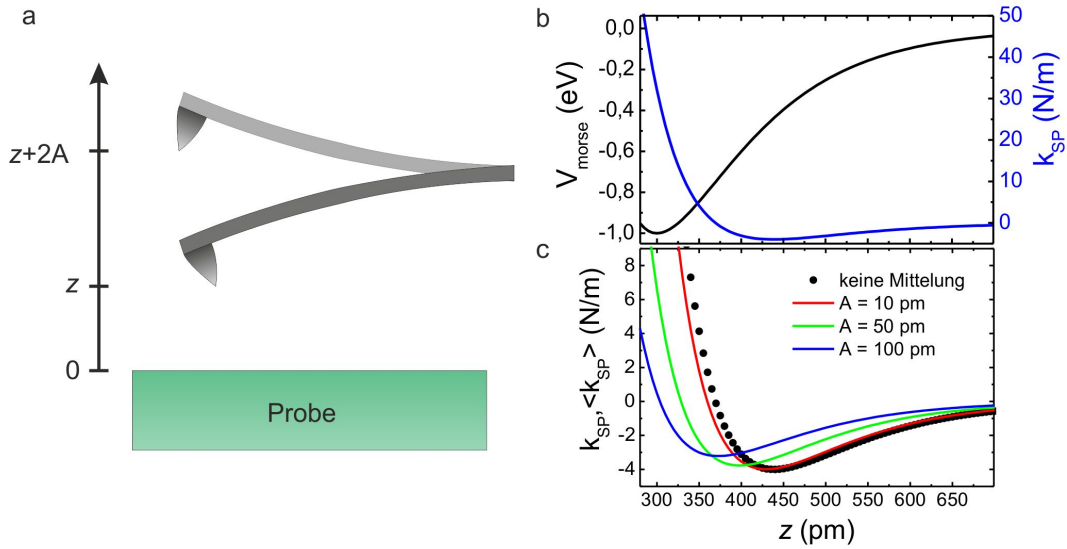 a
z+2A
z
0
Probe
b
0,0
-0,2
-0,4
-0,6
-0,8
-1,0
V_morse (eV)
50
40
30
20
10
0
k_SP (N/m)
c
8
6
4
2
0
-2
-4
k_SP, <k_SP> (N/m)
keine Mittelung
A = 10 pm
A = 50 pm
A = 100 pm
300 350 400 450 500 550 600 650
z (pm)